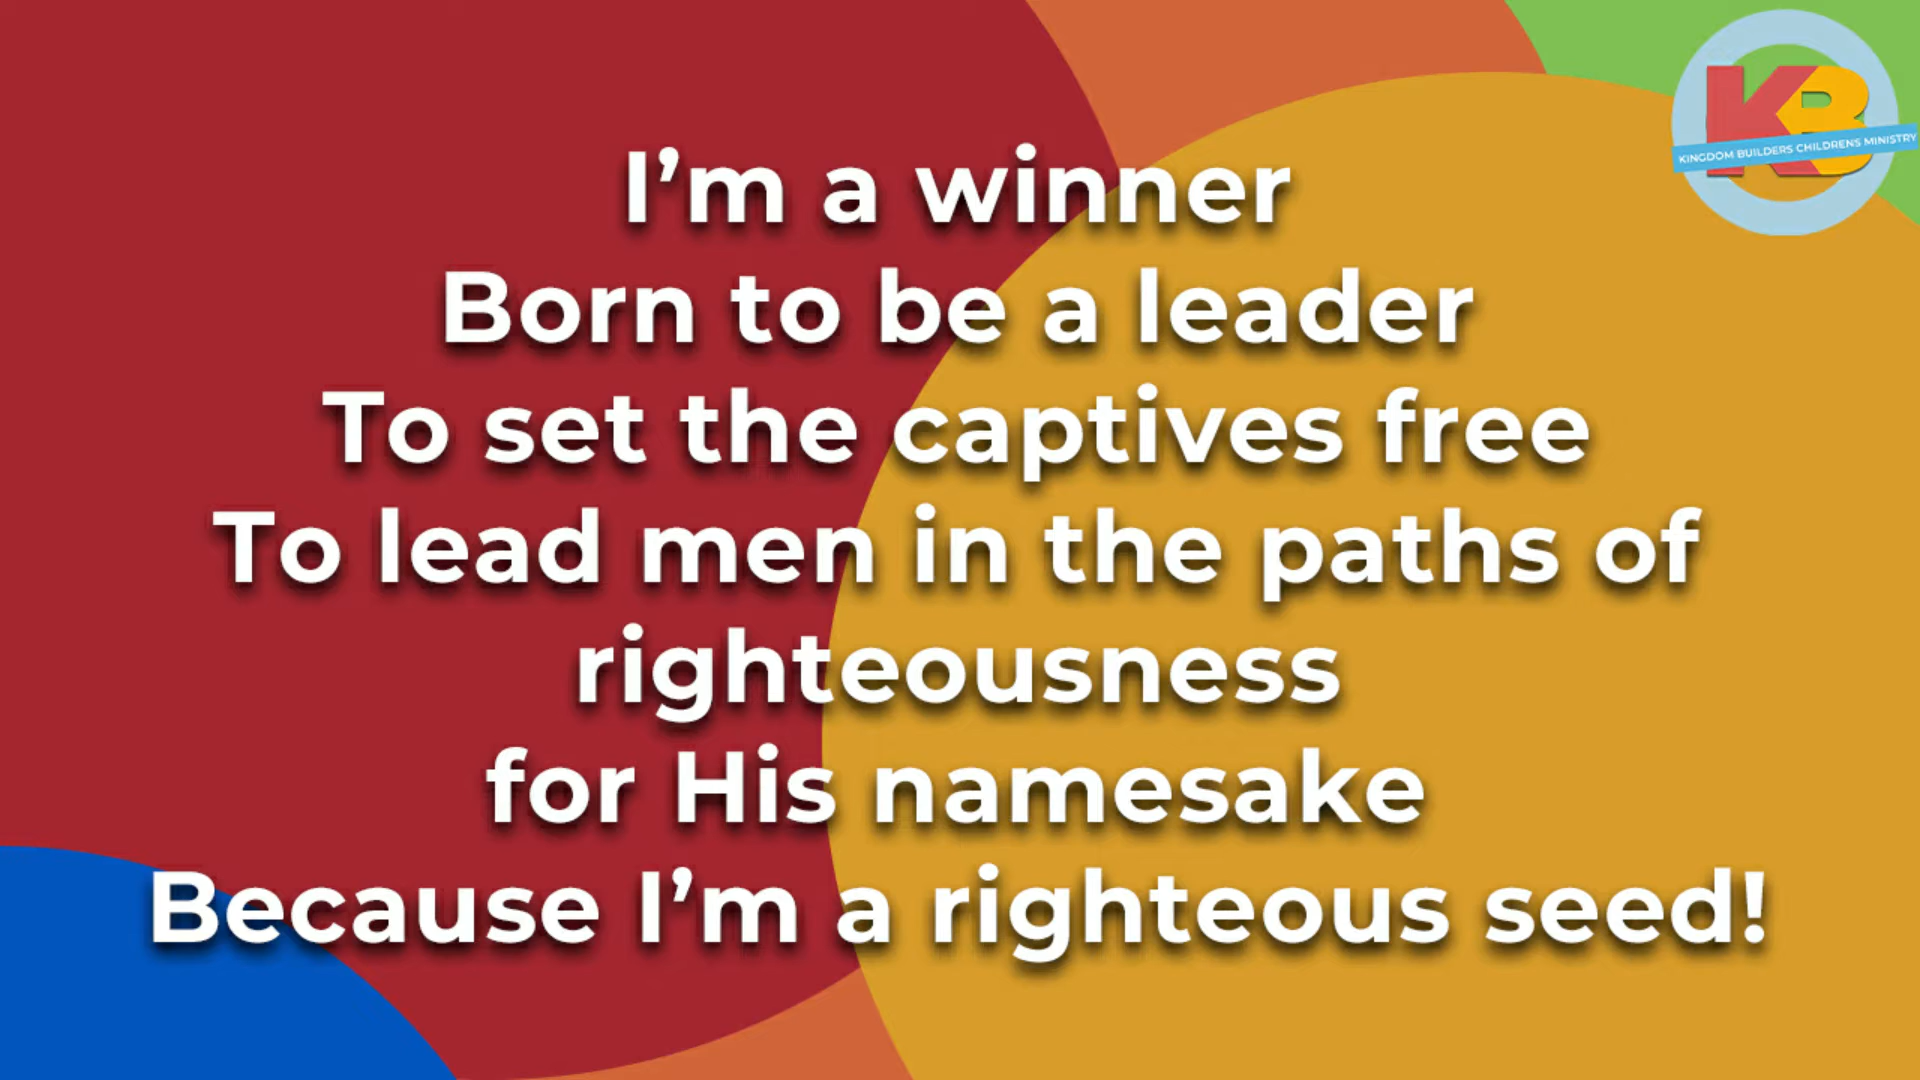 KB
KINGDOM BUILDERS CHILDRENS MINISTRY
I’m a winner
Born to be a leader
To set the captives free
To lead men in the paths of
righteousness
for His namesake
Because I’m a righteous seed!